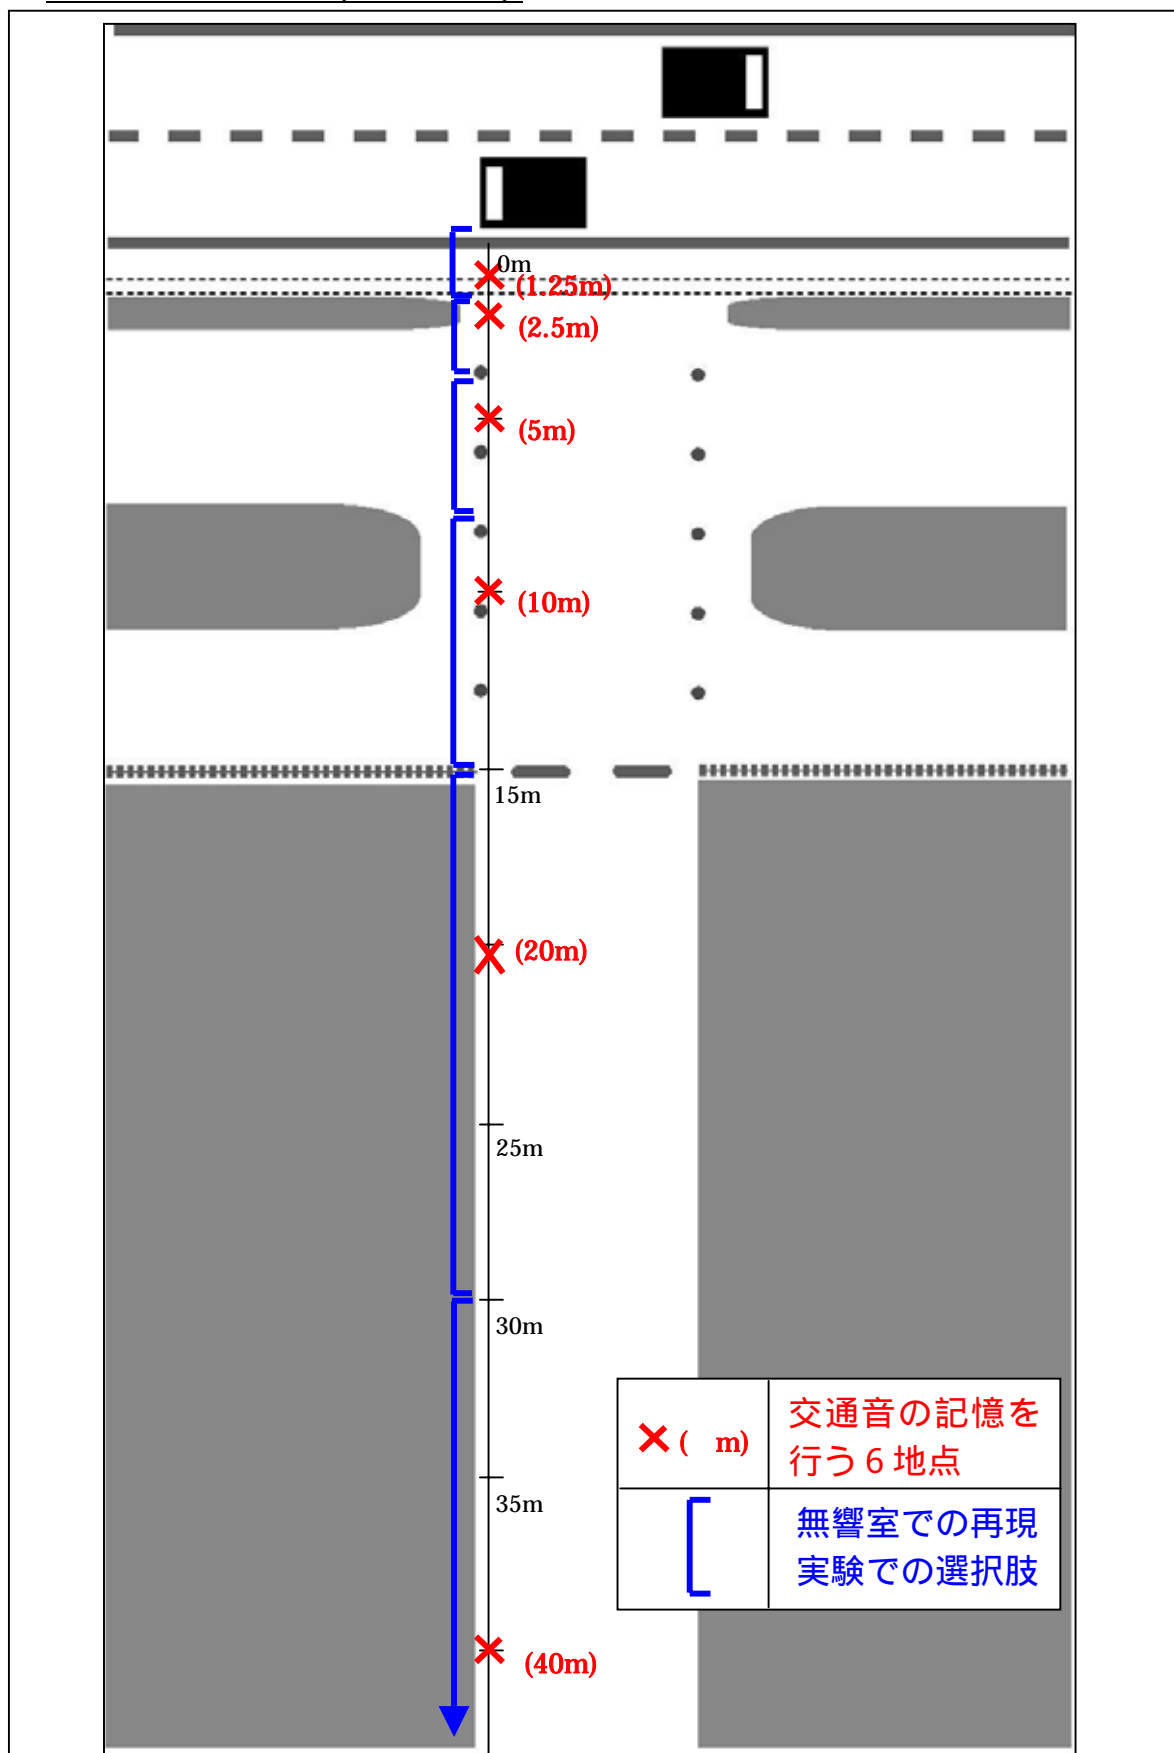 0m
(1.25m)
(2.5m)
(5m)
(10m)
15m
(20m)
25m
30m
35m
(40m)
×( m)
交通音の記憶を
行う6地点
無響室での再現
実験での選択肢